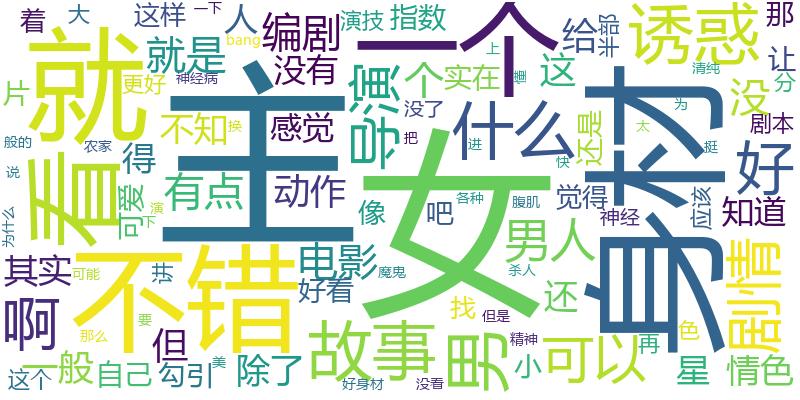 着
大
这样
一下
人
bang
编剧
演技
指数
一个
给
半部
诱惑
那
让
就
就是
没有
导演
个
实在
上
懂
这
清纯
分
片
更好
神经病
主
没了
什么
还是
没
为
太
挺
剧本
般的
农家
不知
换
感觉
把
进
快
身材
好
说
看
得
有点
动作
女
各种
腹肌
觉得
神经
应该
知道
为什么
可爱
下
演
像
吧
男人
其实
不错
可能
讲
电影
魔鬼
杀人
还
剧情
好看
找
但是
啊
那么
要
但
故事
男
精神
小
可以
再
色
一般
这个
自己
勾引
美
除了
好身材
没看
星
情色